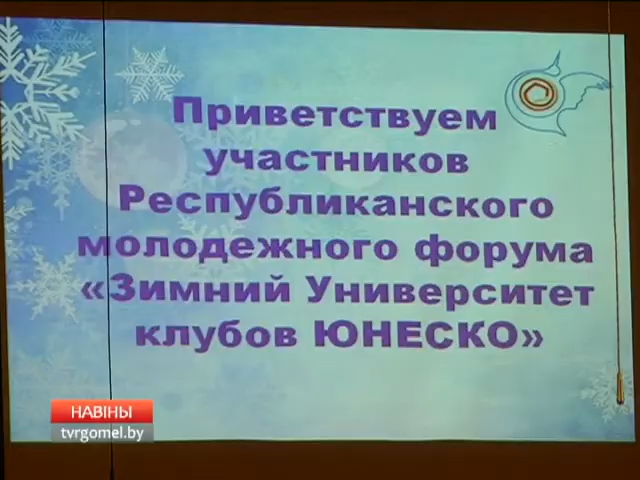 Приветствуем
участников
Республиканского
молодежного форума
«Зимний Университет
клубов ЮНЕСКО»
НАВІНЫ
tvrgomel.by